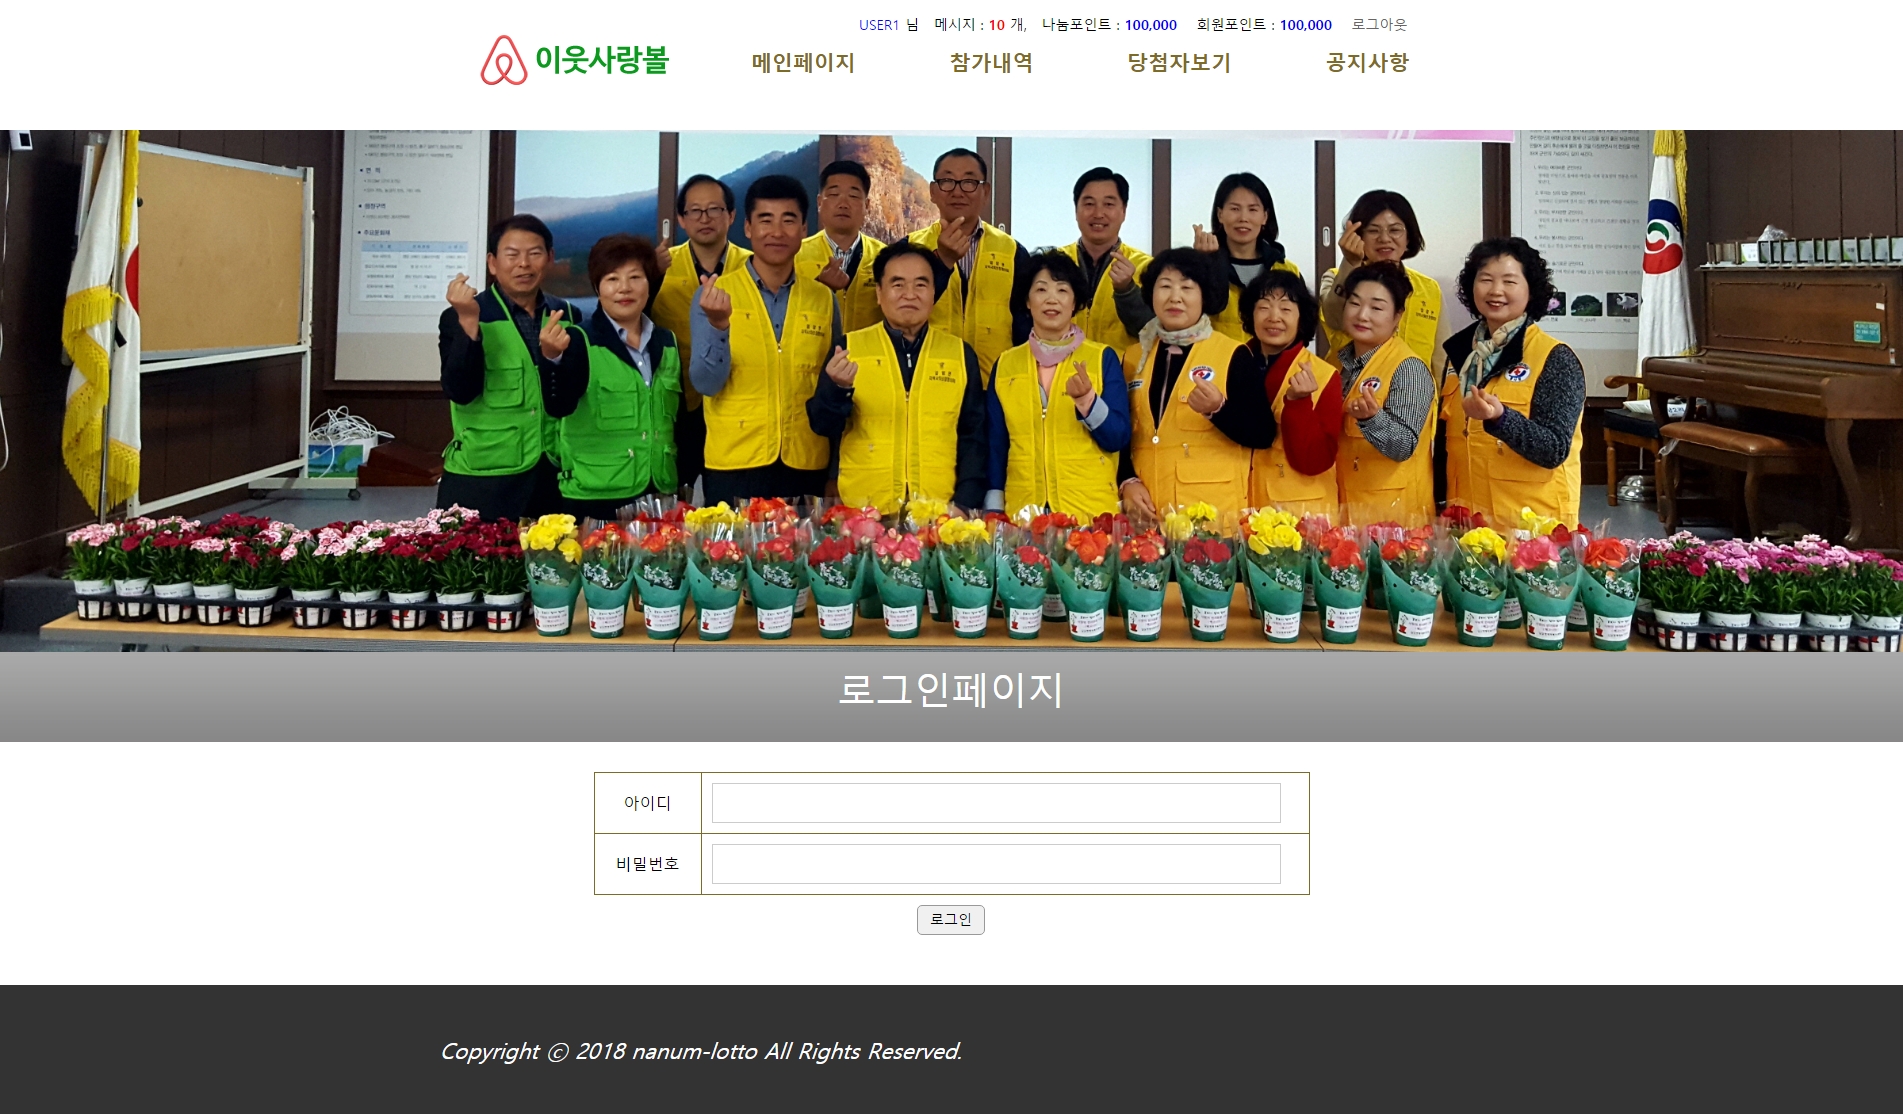 USER1 님 메시지 : 10 개, 나눔포인트 : 100,000 회원포인트 : 100,000 로그아웃
이웃사랑볼 메인페이지 참가내역 당첨자보기 공지사항
로그인페이지
아이디
비밀번호
로그인
Copyright ⓒ 2018 nanum-lotto All Rights Reserved.